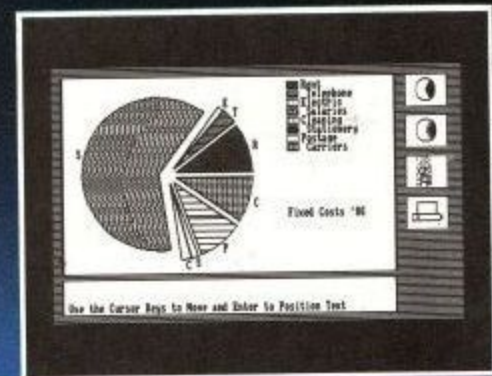 E
T
S
R
C
P
S
C
Rent
Telephone
Electric
Salaries
Cleaning
Stationery
Postage
Carriers
Fixed Costs '86
Use the Cursor Keys to Move and Enter to Position Text